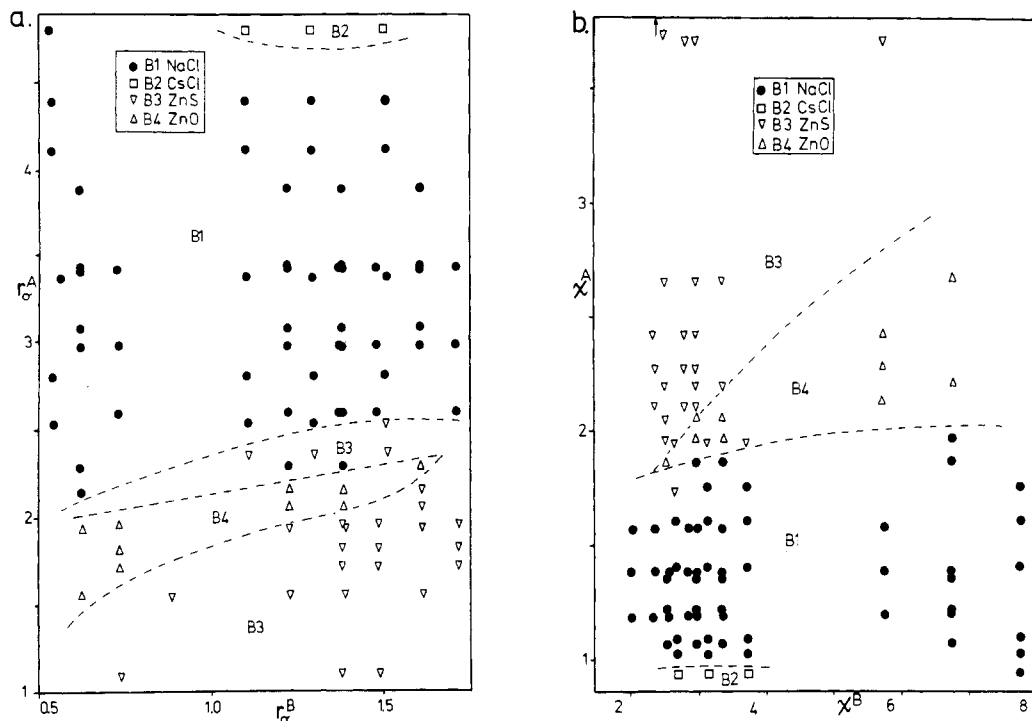 a.
B2
B1 NaCl
B2 CsCl
B3 ZnS
B4 ZnO
4
B1
r_σ^A
3
B3
2
B4
B3
1
0.5
1.0
r_σ^B
1.5
b.
B1 NaCl
B2 CsCl
B3 ZnS
B4 ZnO
3
B3
χ^A
B4
2
B1
1
B2
2
4
χ^B
6
8